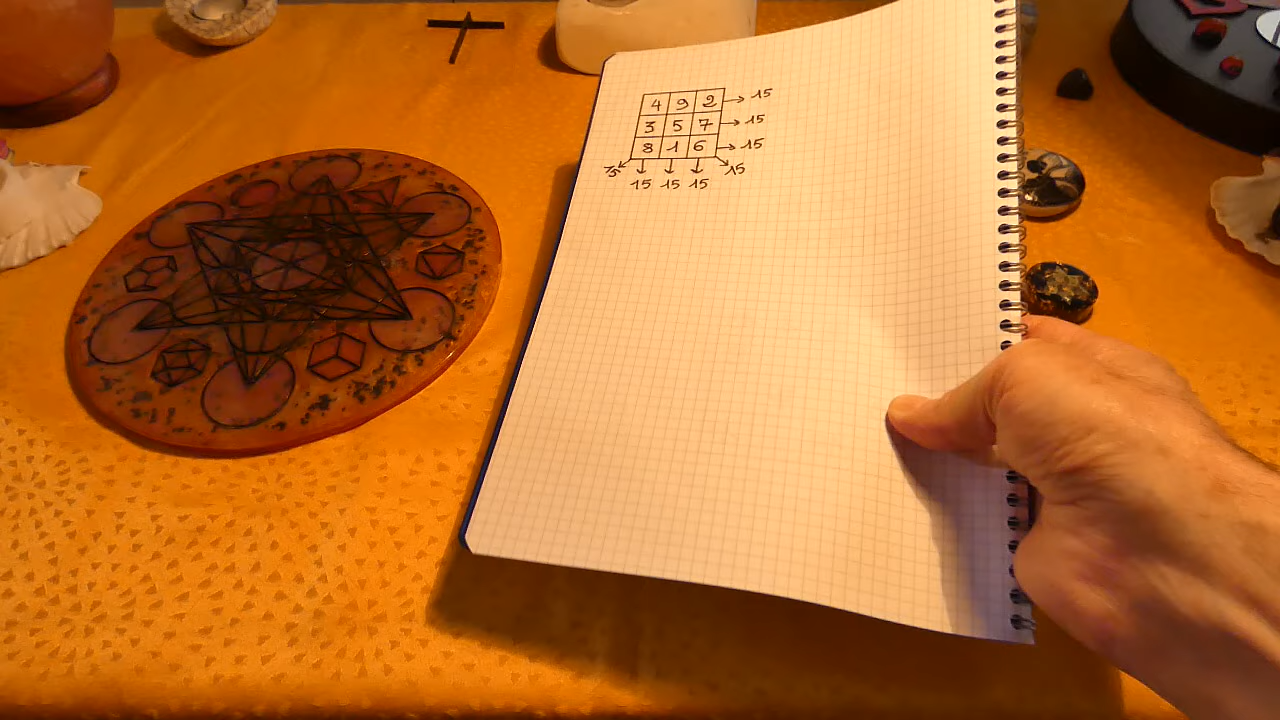 4 9 2 → 15
3 5 7 → 15
8 1 6 → 15
15 ↙ ↓ ↓ ↓ ↘ 15
15 15 15